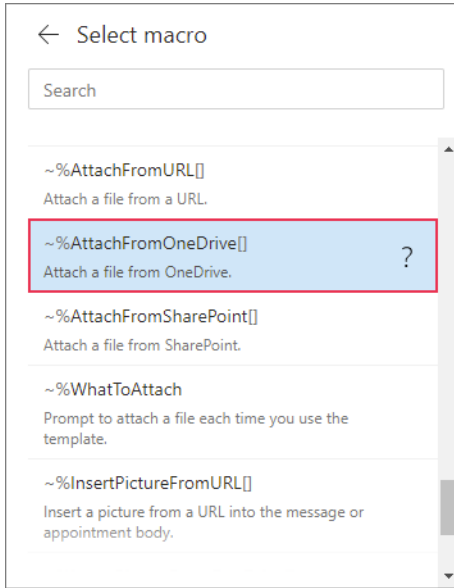 ← Select macro
Search
~%AttachFromURL[]
Attach a file from a URL.
~%AttachFromOneDrive[]
?
Attach a file from OneDrive.
~%AttachFromSharePoint[]
Attach a file from SharePoint.
~%WhatToAttach
Prompt to attach a file each time you use the
template.
~%InsertPictureFromURL[]
Insert a picture from a URL into the message or
appointment body.